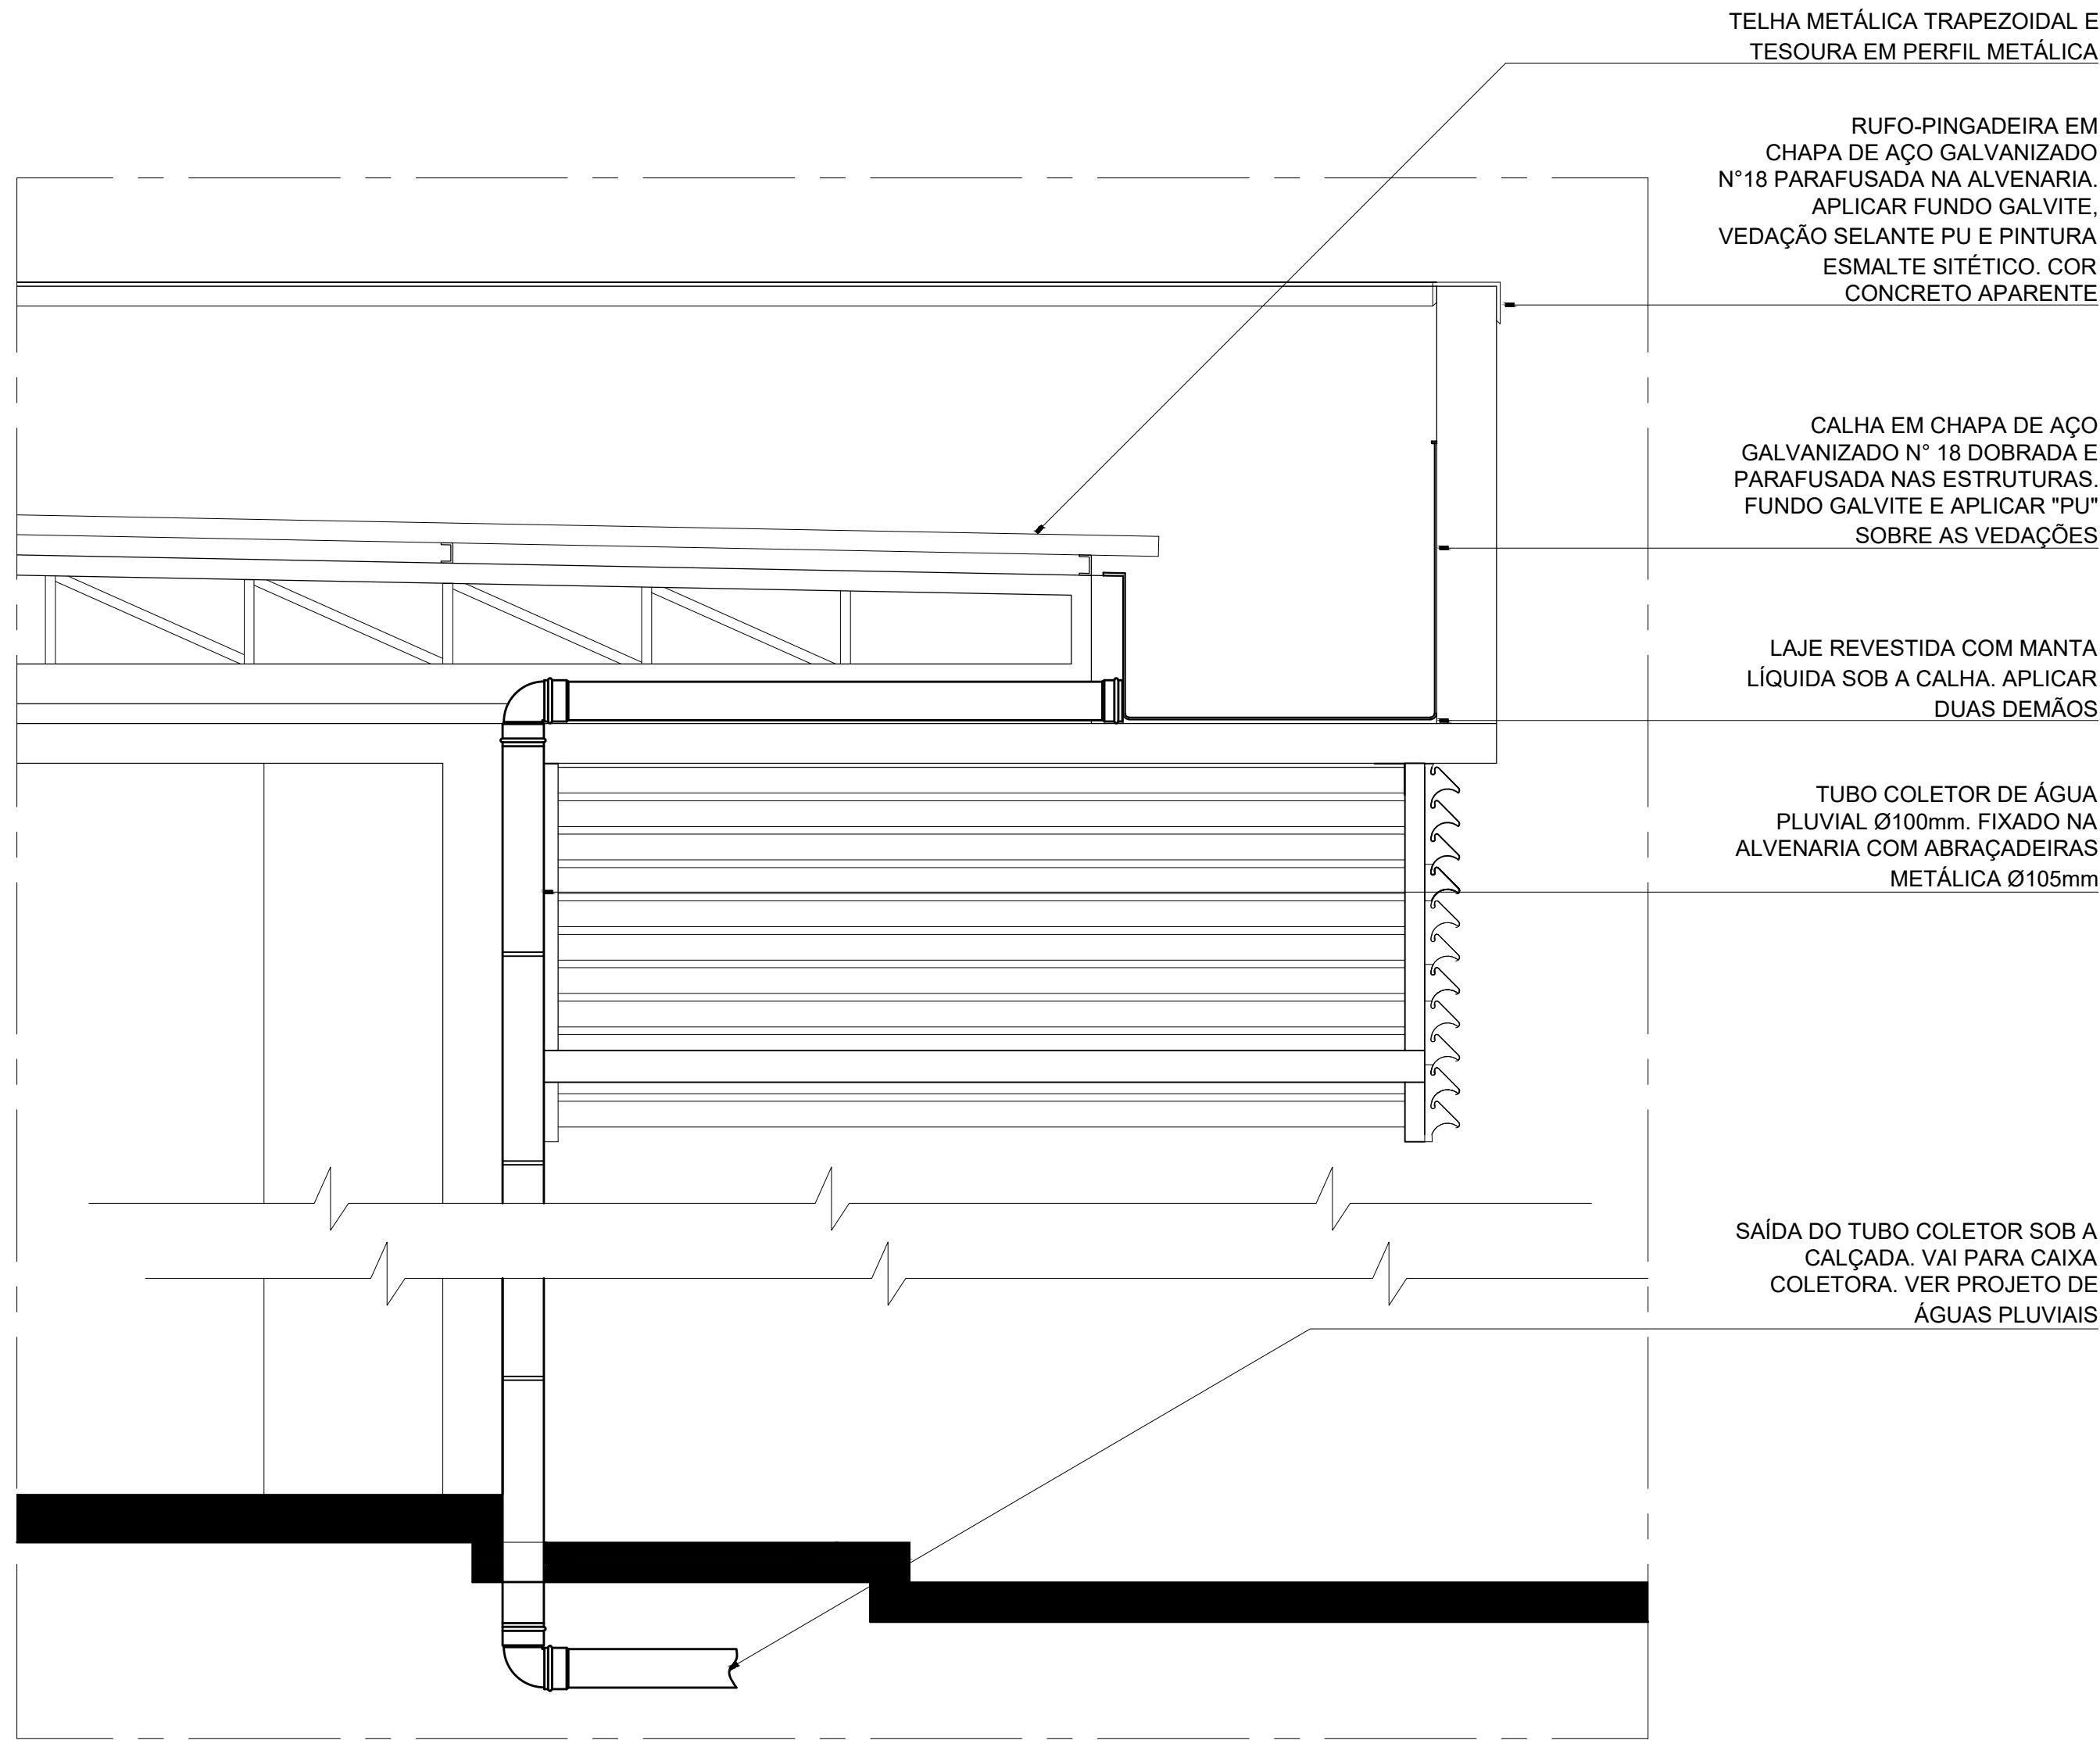 TELHA METÁLICA TRAPEZOIDAL E
TESOURA EM PERFIL METÁLICA
RUFO-PINGADEIRA EM
CHAPA DE AÇO GALVANIZADO
N°18 PARAFUSADA NA ALVENARIA.
APLICAR FUNDO GALVITE,
VEDAÇÃO SELANTE PU E PINTURA
ESMALTE SITÉTICO. COR
CONCRETO APARENTE
CALHA EM CHAPA DE AÇO
GALVANIZADO N° 18 DOBRADA E
PARAFUSADA NAS ESTRUTURAS.
FUNDO GALVITE E APLICAR "PU"
SOBRE AS VEDAÇÕES
LAJE REVESTIDA COM MANTA
LÍQUIDA SOB A CALHA. APLICAR
DUAS DEMÃOS
TUBO COLETOR DE ÁGUA
PLUVIAL Ø100mm. FIXADO NA
ALVENARIA COM ABRAÇADEIRAS
METÁLICA Ø105mm
SAÍDA DO TUBO COLETOR SOB A
CALÇADA. VAI PARA CAIXA
COLETORA. VER PROJETO DE
ÁGUAS PLUVIAIS